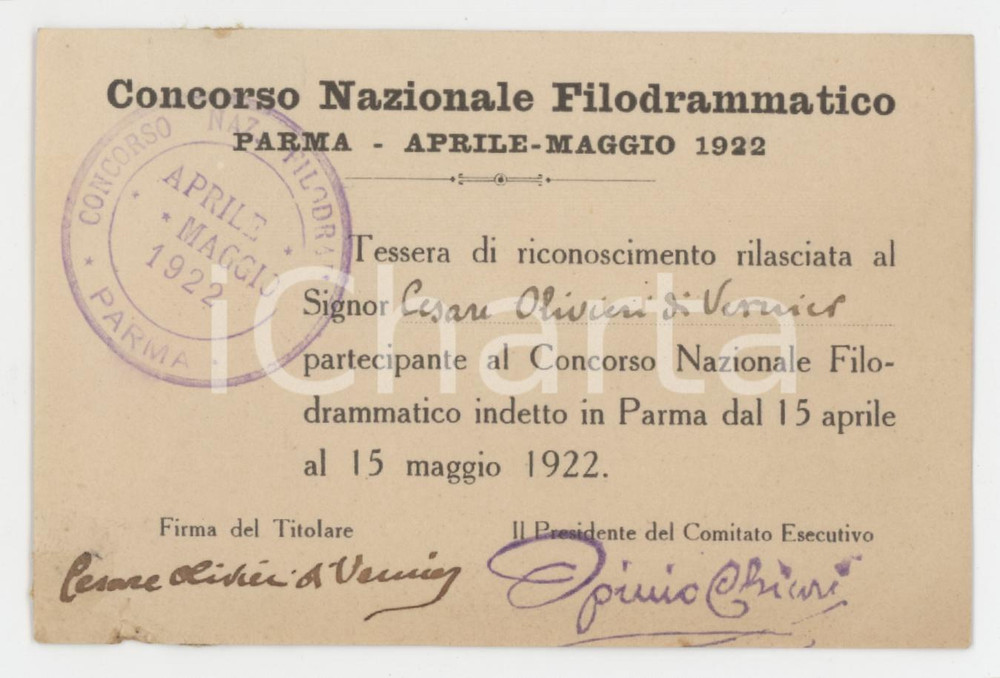 Concorso Nazionale Filodrammatico
PARMA - APRILE-MAGGIO 1922
CONCORSO NAZ. FILODRA
APRILE
MAGGIO
1922
PARMA
Tessera di riconoscimento rilasciata al
Signor Cesare Olivieri di Vernier
partecipante al Concorso Nazionale Filo-
drammatico indetto in Parma dal 15 aprile
al 15 maggio 1922.
iCharta
Firma del Titolare
Il Presidente del Comitato Esecutivo
Cesare Olivieri di Vernier